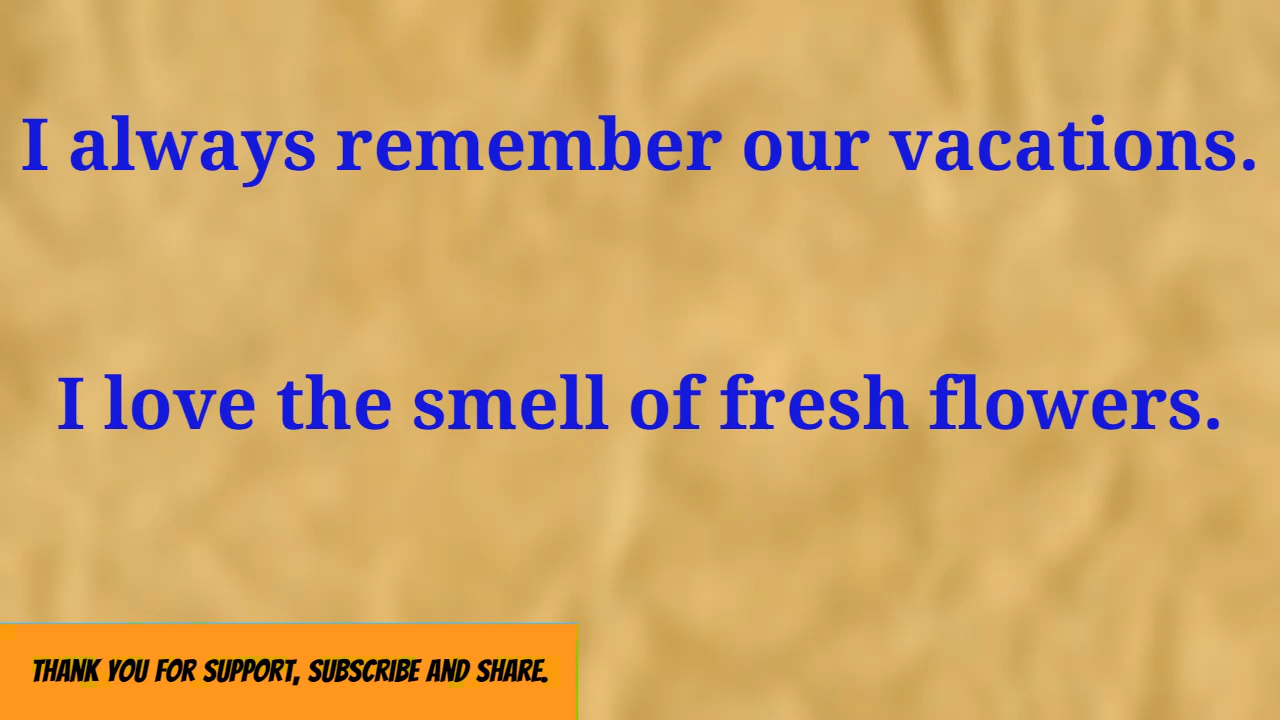 I always remember our vacations.
I love the smell of fresh flowers.
THANK YOU FOR SUPPORT, SUBSCRIBE AND SHARE.